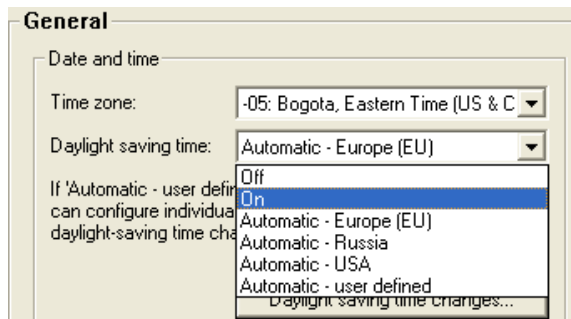 General
Date and time
Time zone:
-05: Bogota, Eastern Time (US & C
Daylight saving time:
Automatic - Europe (EU)
Off
On
Automatic - Europe (EU)
Automatic - Russia
Automatic - USA
Automatic - user defined
If 'Automatic - user defin
can configure individua
daylight-saving time cha
Daylight saving time changes...